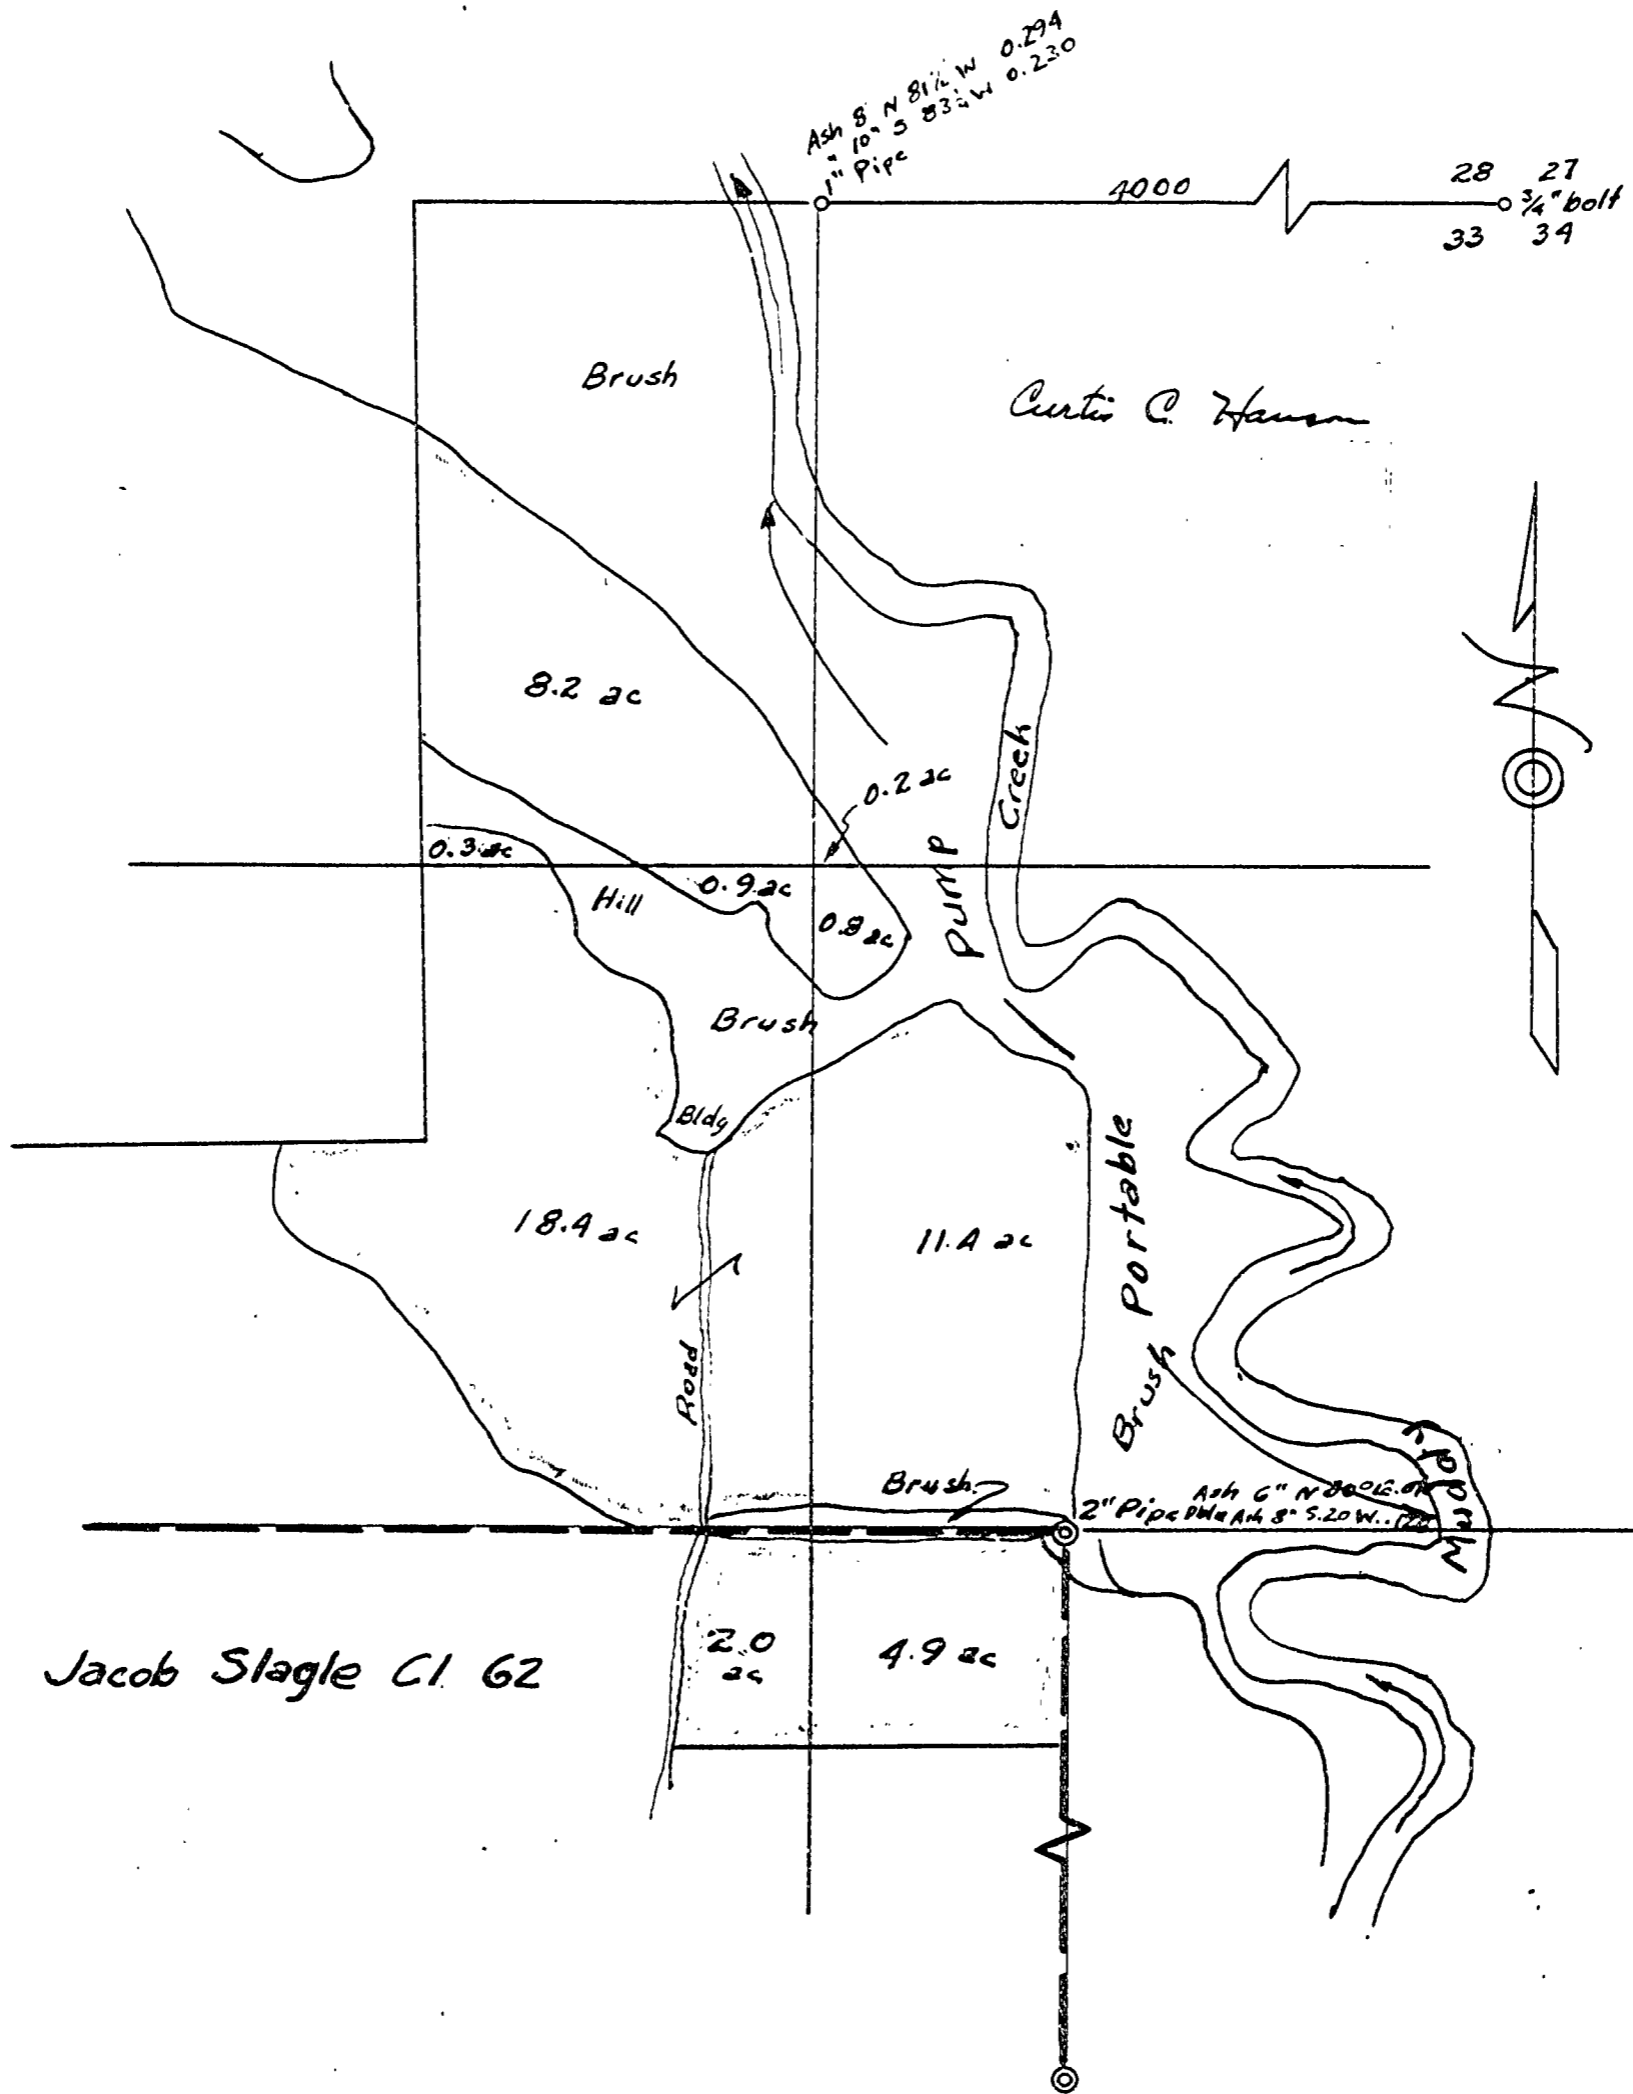 Ash 8" N 81½ W 0.294
" 10" S 83¾ W 0.230
1" Pipe
4000
28 27
3/4" bolt
33 34
Brush
Curtis C. Hanson
8.2 ac
0.2 ac
Creek
0.3 ac
Hill
0.9 ac
0.8 ac
Pump
Brush
Bldg
Portable
18.4 ac
11.4 ac
Road
Brush
Brush
2" Pipe
Ash 6" N
Ash 8" S.20 W.
Muddy
Jacob Slagle Cl. 62
2.0
ac
4.9 ac
N